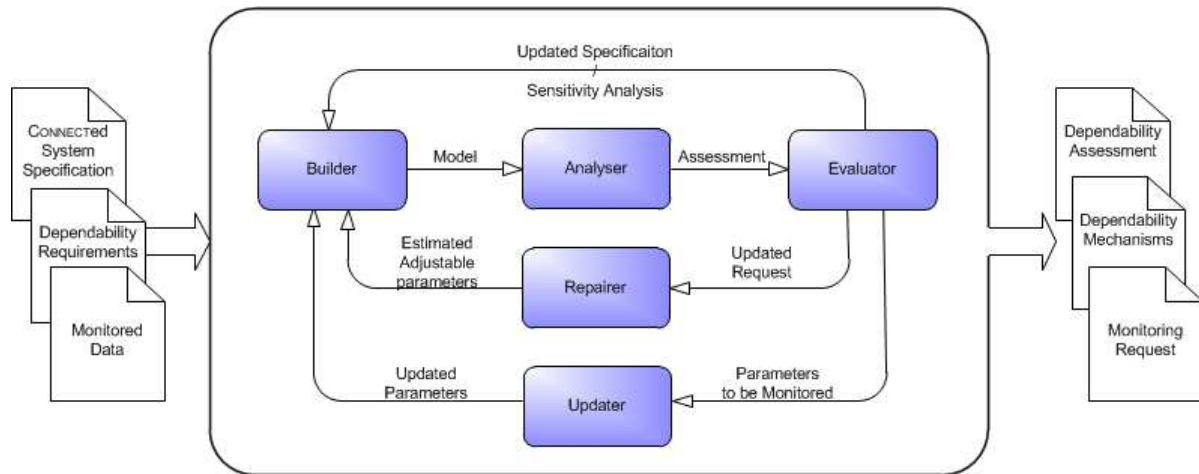 CONNECTed
System
Specification
Dependability
Requirements
Monitored
Data
Updated Specificaiton
Sensitivity Analysis
Builder
Model
Analyser
Assessment
Evaluator
Estimated
Adjustable
parameters
Repairer
Updated
Request
Updated
Parameters
Updater
Parameters
to be Monitored
Dependability
Assessment
Dependability
Mechanisms
Monitoring
Request